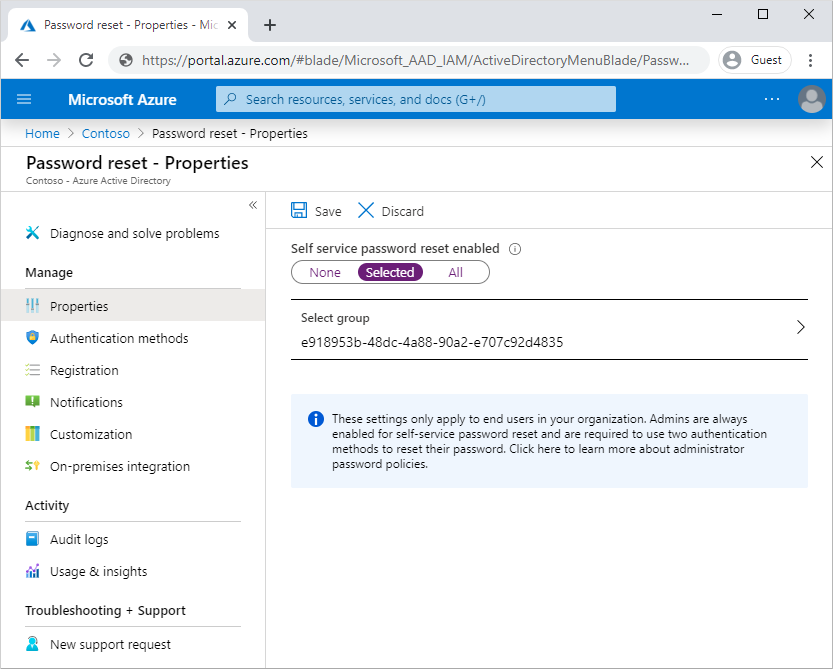 Password reset - Properties - Mic
https://portal.azure.com/#blade/Microsoft_AAD_IAM/ActiveDirectoryMenuBlade/Passw...
Guest
Microsoft Azure
Search resources, services, and docs (G+/)
Home > Contoso > Password reset - Properties
Password reset - Properties
Contoso - Azure Active Directory
Diagnose and solve problems
Manage
Properties
Authentication methods
Registration
Notifications
Customization
On-premises integration
Activity
Audit logs
Usage & insights
Troubleshooting + Support
New support request
Save
Discard
Self service password reset enabled
None
Selected
All
Select group
e918953b-48dc-4a88-90a2-e707c92d4835
These settings only apply to end users in your organization. Admins are always
enabled for self-service password reset and are required to use two authentication
methods to reset their password. Click here to learn more about administrator
password policies.